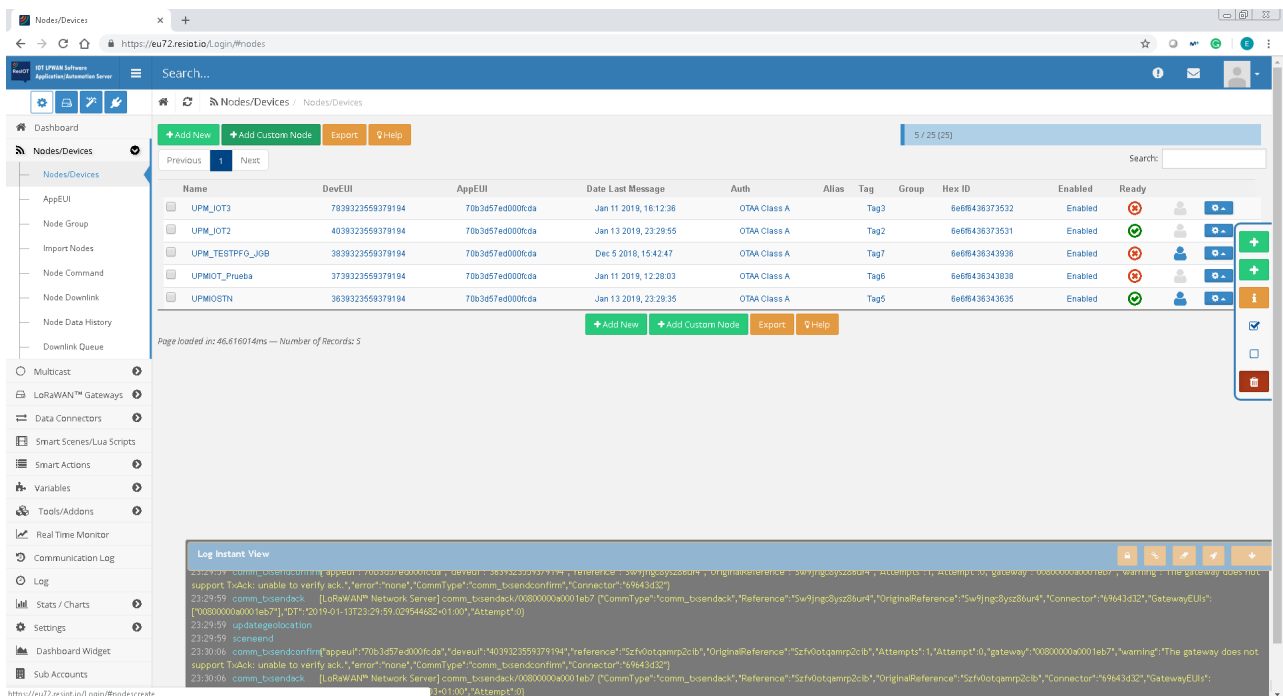 Nodes/Devices
https://eu72.resiot.io/Login/#nodes
ResIOT IOT LPWAN Software
Application/Automation Server
Search...
Nodes/Devices / Nodes/Devices
Dashboard
Nodes/Devices
Nodes/Devices
AppEUI
Node Group
Import Nodes
Node Command
Node Downlink
Node Data History
Downlink Queue
Multicast
LoRaWAN™ Gateways
Data Connectors
Smart Scenes/Lua Scripts
Smart Actions
Variables
Tools/Addons
Real Time Monitor
Communication Log
Log
Stats / Charts
Settings
Dashboard Widget
Sub Accounts
+Add New +Add Custom Node Export Help
5 / 25 [25]
Previous 1 Next
Search:
Name DevEUI AppEUI Date Last Message Auth Alias Tag Group Hex ID Enabled Ready
UPM_IOT3 7839323559379194 70b3d57ed000fcda Jan 11 2019, 16:12:36 OTAA Class A Tag3 6e6f6436373532 Enabled
UPM_IOT2 4039323559379194 70b3d57ed000fcda Jan 13 2019, 23:29:55 OTAA Class A Tag2 6e6f6436373531 Enabled
UPM_TESTPFG_JGB 3839323559379194 70b3d57ed000fcda Dec 5 2018, 15:42:47 OTAA Class A Tag7 6e6f6436343936 Enabled
UPMIOT_Prueba 3739323559379194 70b3d57ed000fcda Jan 11 2019, 12:28:03 OTAA Class A Tag6 6e6f6436343838 Enabled
UPMIOSTN 3639323559379194 70b3d57ed000fcda Jan 13 2019, 23:29:35 OTAA Class A Tag5 6e6f6436343635 Enabled
+Add New +Add Custom Node Export Help
Page loaded in: 46.616014ms — Number of Records: 5
Log Instant View
support TxAck: unable to verify ack.","error":"none","CommType":"comm_txsendconfirm","Connector":"69643d32"}
23:29:59 comm_txsendack [LoRaWAN™ Network Server] comm_txsendack/00800000a0001eb7 {"CommType":"comm_txsendack","Reference":"Sw9jngc8ysz86ur4","OriginalReference":"Sw9jngc8ysz86ur4","Connector":"69643d32","GatewayEUIs":
["00800000a0001eb7"],"DT":"2019-01-13T23:29:59.029544682+01:00","Attempt":0}
23:29:59 updategeolocation
23:29:59 sceneend
23:30:06 comm_txsendconfirm{"appeui":"70b3d57ed000fcda","deveui":"4039323559379194","reference":"Szfv0otqamrp2cib","OriginalReference":"Szfv0otqamrp2cib","Attempts":1,"Attempt":0,"gateway":"00800000a0001eb7","warning":"The gateway does not
support TxAck: unable to verify ack.","error":"none","CommType":"comm_txsendconfirm","Connector":"69643d32"}
23:30:06 comm_txsendack [LoRaWAN™ Network Server] comm_txsendack/00800000a0001eb7 {"CommType":"comm_txsendack","Reference":"Szfv0otqamrp2cib","OriginalReference":"Szfv0otqamrp2cib","Connector":"69643d32","GatewayEUIs":
03+01:00","Attempt":0}
https://eu72.resiot.io/Login/#nodescreate